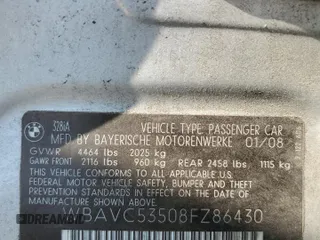 328iA VEHICLE TYPE: PASSENGER CAR
MFD BY BAYERISCHE MOTORENWERKE 01/08
GVWR 4464 lbs 2025 kg
GAWR FRONT 2116 lbs 960 kg REAR 2458 lbs 1115 kg
THIS VEHICLE CONFORMS TO ALL APPLICABLE
FEDERAL MOTOR VEHICLE SAFETY, BUMPER AND THEFT
PREVENTION STANDARDS IN EFFECT ON THE
DATE OF MANUFACTURE SHOWN ABOVE.
WBAVC53508FZ86430
DREAMERS